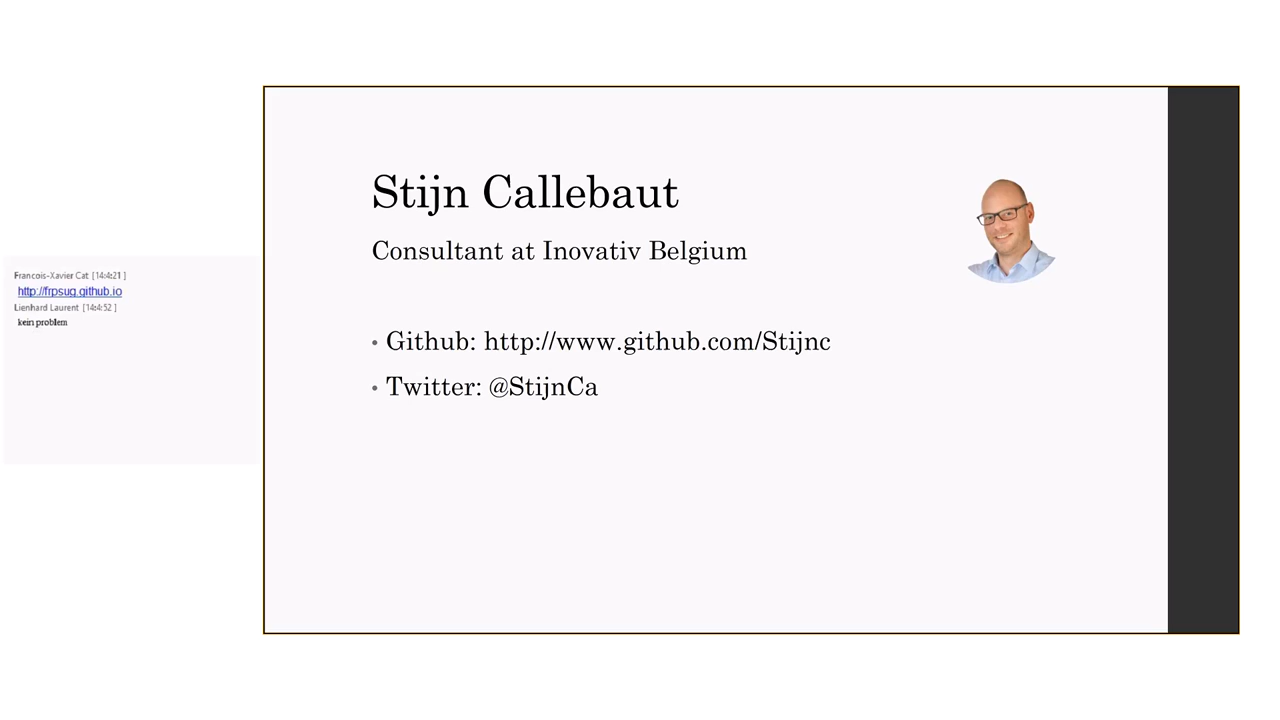 Francois-Xavier Cat [14:4:21 ]
http://frpsug.github.io
Lienhard Laurent [14:4:52 ]
kein problem
Stijn Callebaut
Consultant at Inovativ Belgium
• Github: http://www.github.com/Stijnc
• Twitter: @StijnCa